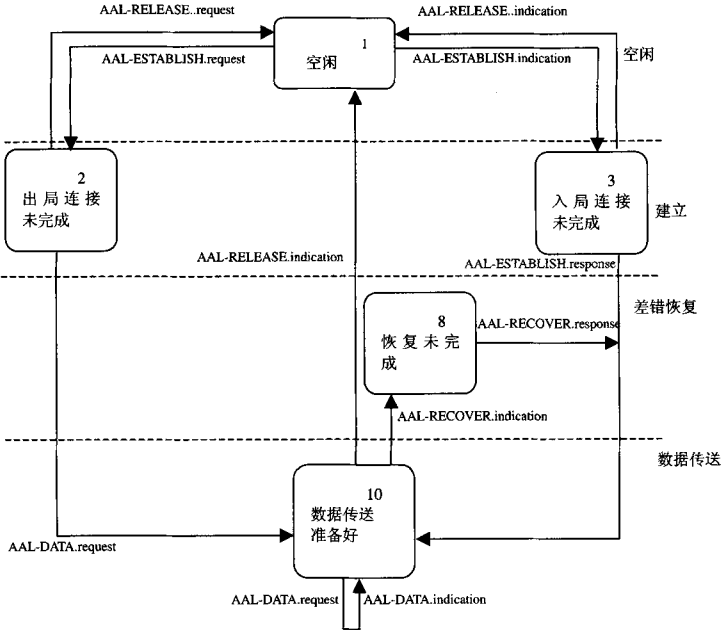 AAL-RELEASE..request
AAL-RELEASE..indication
1
空闲
AAL-ESTABLISH.request
AAL-ESTABLISH.indication
空闲
2
出局连接
未完成
3
入局连接
未完成
建立
AAL-RELEASE.indication
AAL-ESTABLISH.response
差错恢复
8
恢复未完
成
AAL-RECOVER.response
AAL-RECOVER.indication
数据传送
10
数据传送
准备好
AAL-DATA.request
AAL-DATA.request
AAL-DATA.indication